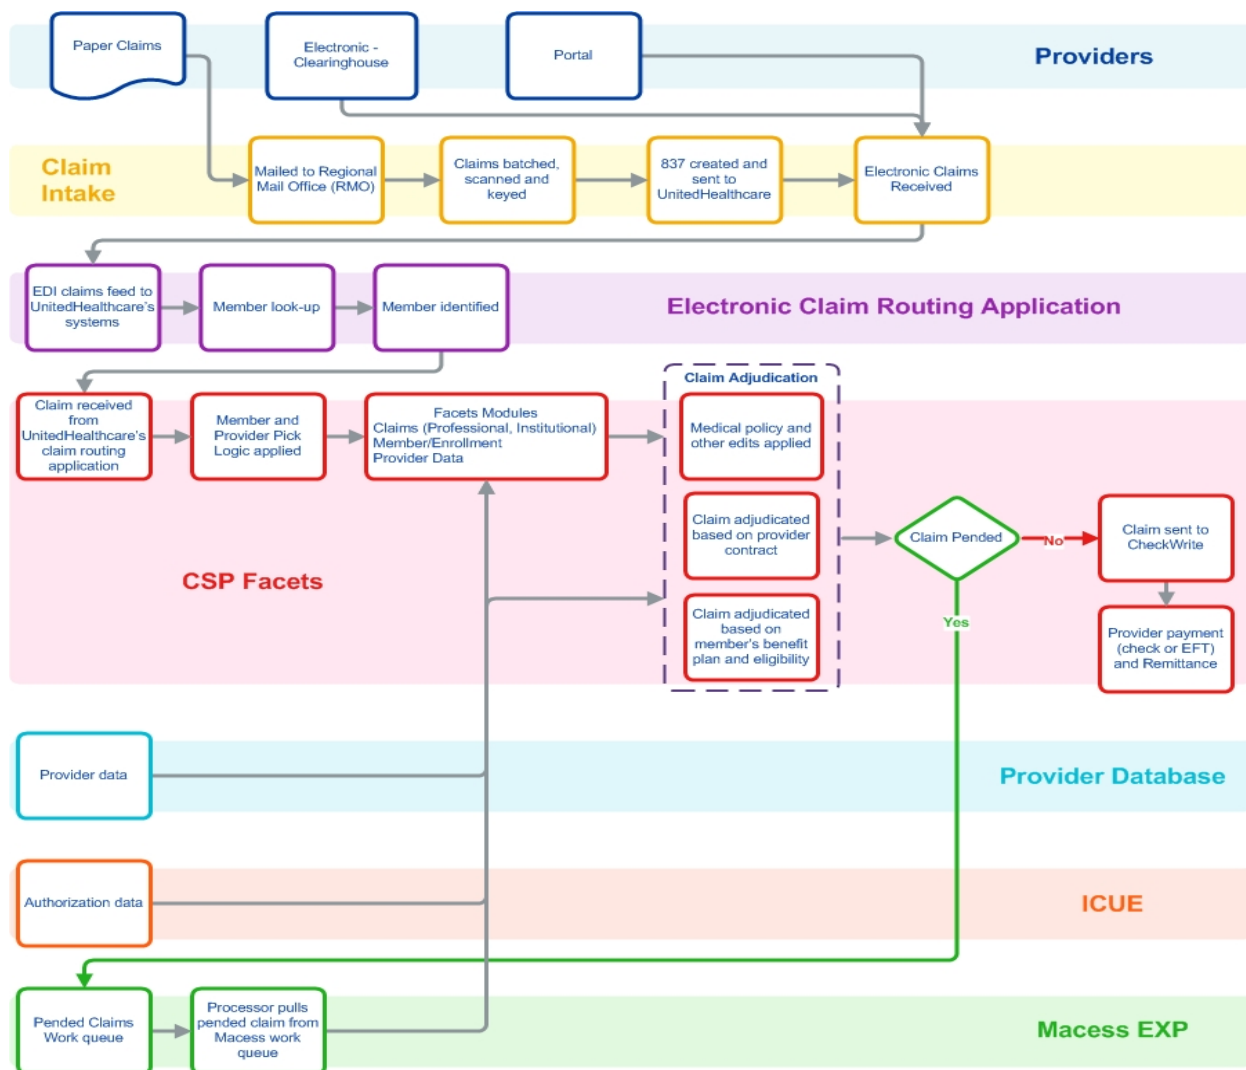 Paper Claims
Electronic -
Clearinghouse
Portal
Providers
Claim
Intake
Mailed to Regional
Mail Office (RMO)
Claims batched,
scanned and
keyed
837 created and
sent to
UnitedHealthcare
Electronic Claims
Received
EDI claims feed to
UnitedHealthcare's
systems
Member look-up
Member identified
Electronic Claim Routing Application
Claim received
from
UnitedHealthcare's
claim routing
application
Member and
Provider Pick
Logic applied
Facets Modules
Claims (Professional, Institutional)
Member/Enrollment
Provider Data
Claim Adjudication
Medical policy and
other edits applied
Claim adjudicated
based on provider
contract
Claim adjudicated
based on
member's benefit
plan and eligibility
Claim Pended
No
Yes
Claim sent to
CheckWrite
Provider payment
(check or EFT)
and Remittance
CSP Facets
Provider data
Provider Database
Authorization data
ICUE
Pended Claims
Work queue
Processor pulls
pended claim from
Macess work
queue
Macess EXP